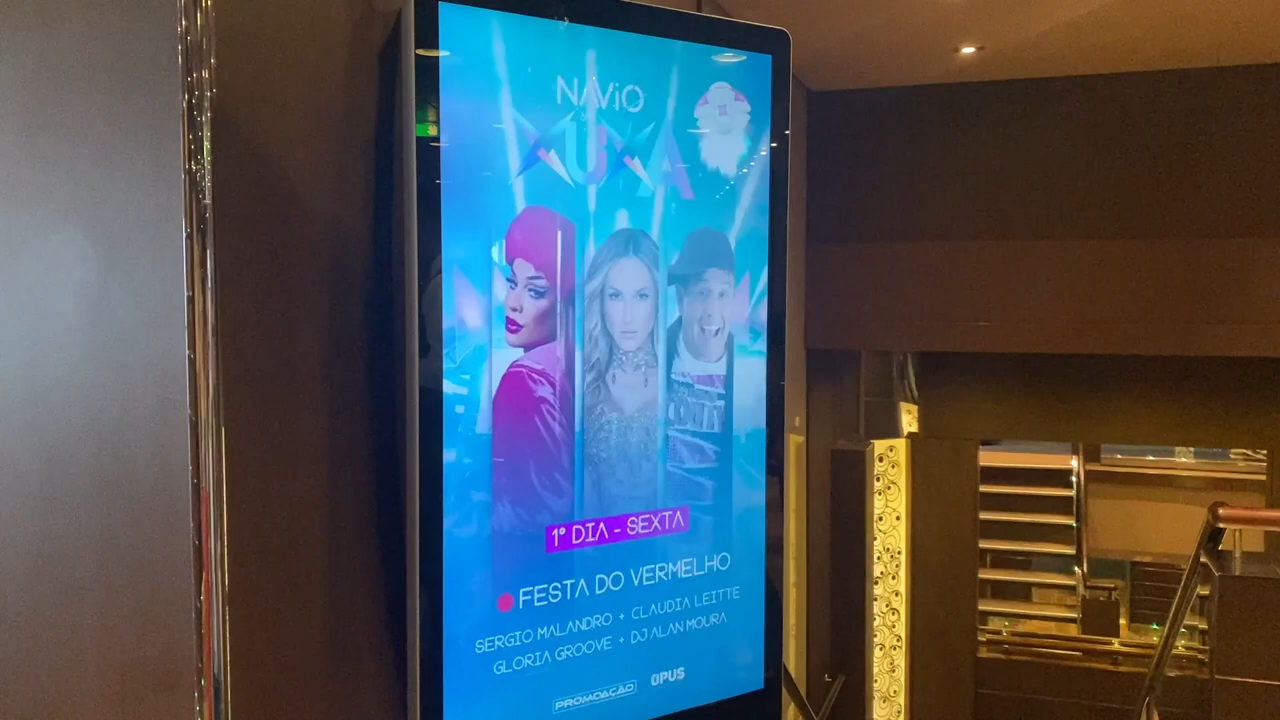 NAViO
XUXA
1º DIA - SEXTA
FESTA DO VERMELHO
SERGIO MALANDRO + CLAUDIA LEITTE
GLORIA GROOVE + DJ ALAN MOURA
PROMOAÇÃO
OPUS